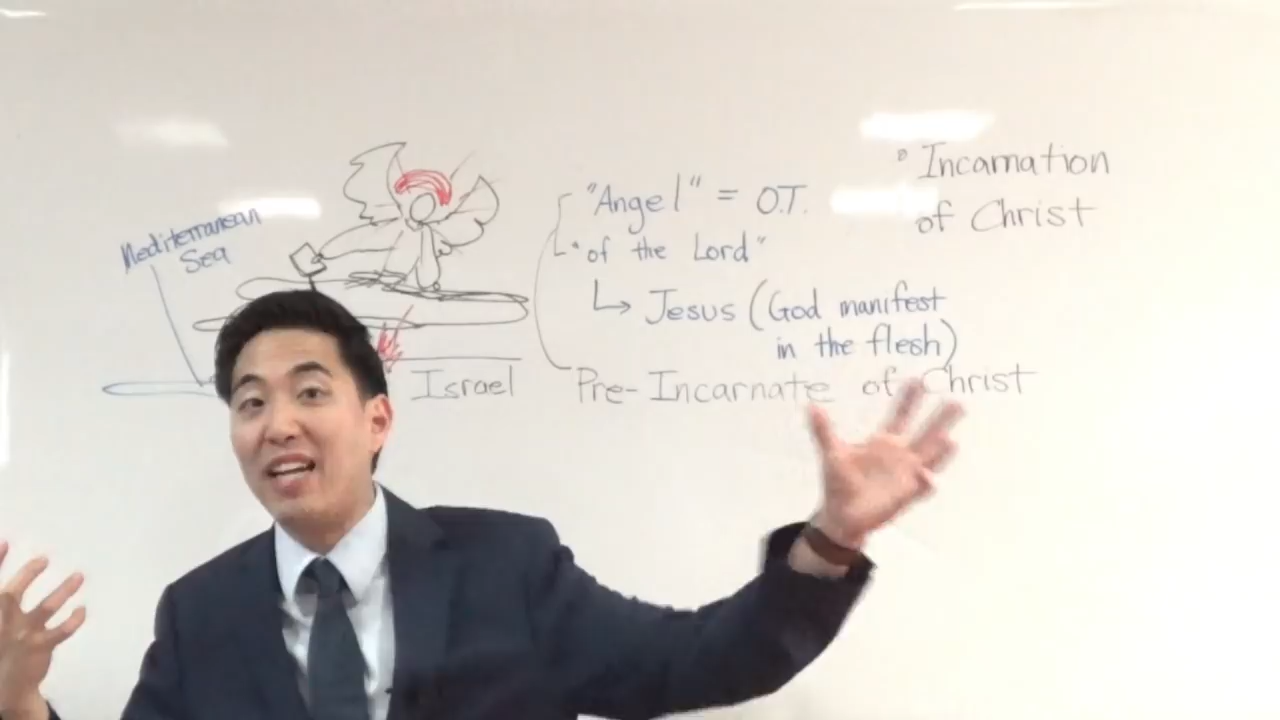 Mediterranean
Sea
Israel
"Angel" = O.T.
"of the Lord"
↳ Jesus (God manifest
in the flesh)
Pre-Incarnate of Christ
° Incarnation
of Christ